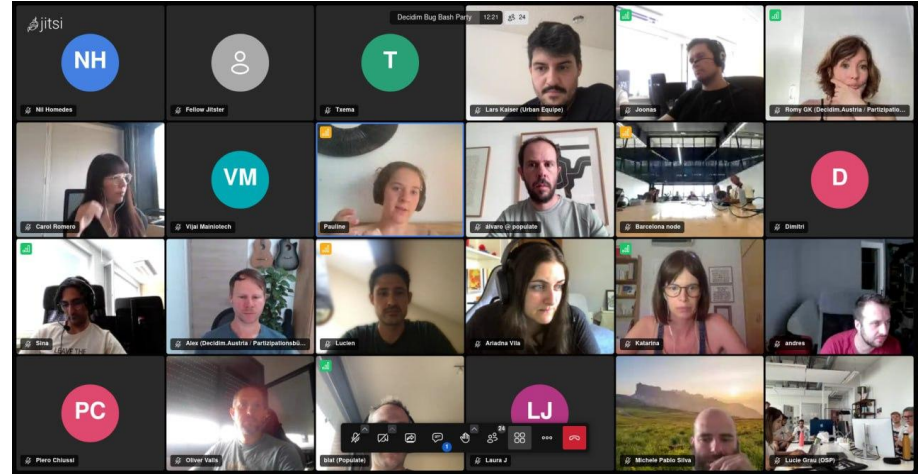 jitsi
Decidim Bug Bash Party 12:21 24
NH
T
Nil Homedes
Fellow Jitster
Txema
Lars Kaiser (Urban Equipe)
Joonas
Romy GK (Decidim.Austria / Partizipatio...
VM
D
Carol Romero
Vijai Mainiotech
Pauline
alvaro @ populate
Barcelona node
Dimitri
Sina
Alex (Decidim.Austria / Partizipationsbü...
Lucien
Ariadna Vila
Katarina
andres
PC
LJ
24
1
Piero Chiussi
Oliver Valls
blat (Populate)
Laura J
Michele Pablo Silva
Lucie Grau (OSP)